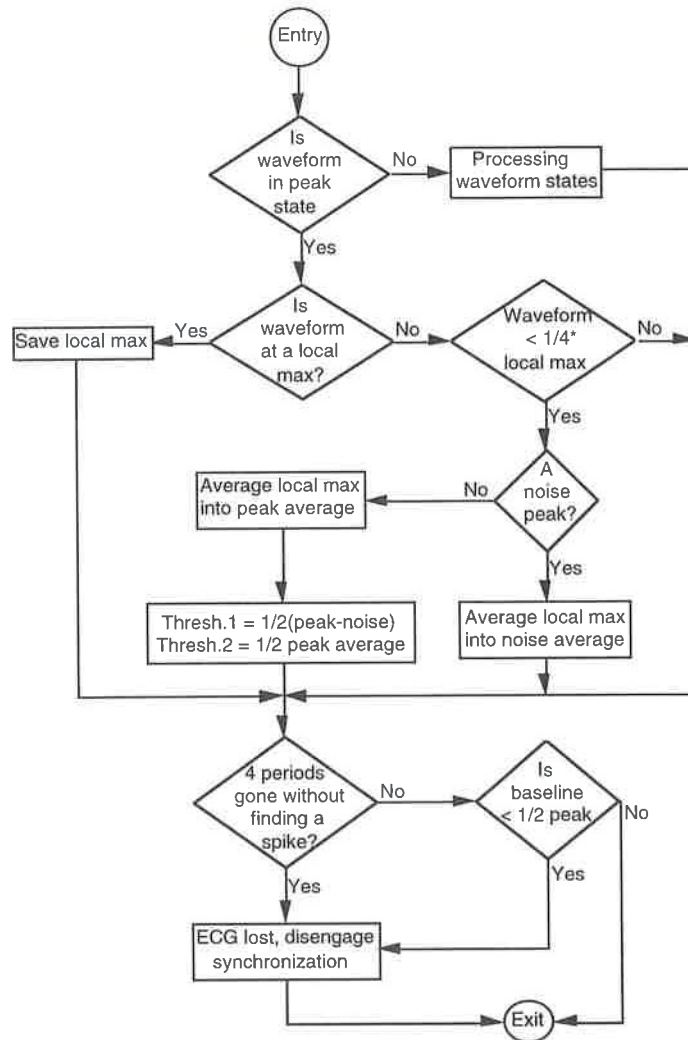 Entry
Is
waveform
in peak
state
No
Processing
waveform states
Yes
Is
waveform
at a local
max?
Yes
Save local max
No
Waveform
< 1/4*
local max
No
Yes
A
noise
peak?
No
Average local max
into peak average
Yes
Thresh.1 = 1/2(peak-noise)
Thresh.2 = 1/2 peak average
Average local max
into noise average
4 periods
gone without
finding a
spike?
No
Is
baseline
< 1/2 peak
No
Yes
Yes
ECG lost, disengage
synchronization
Exit